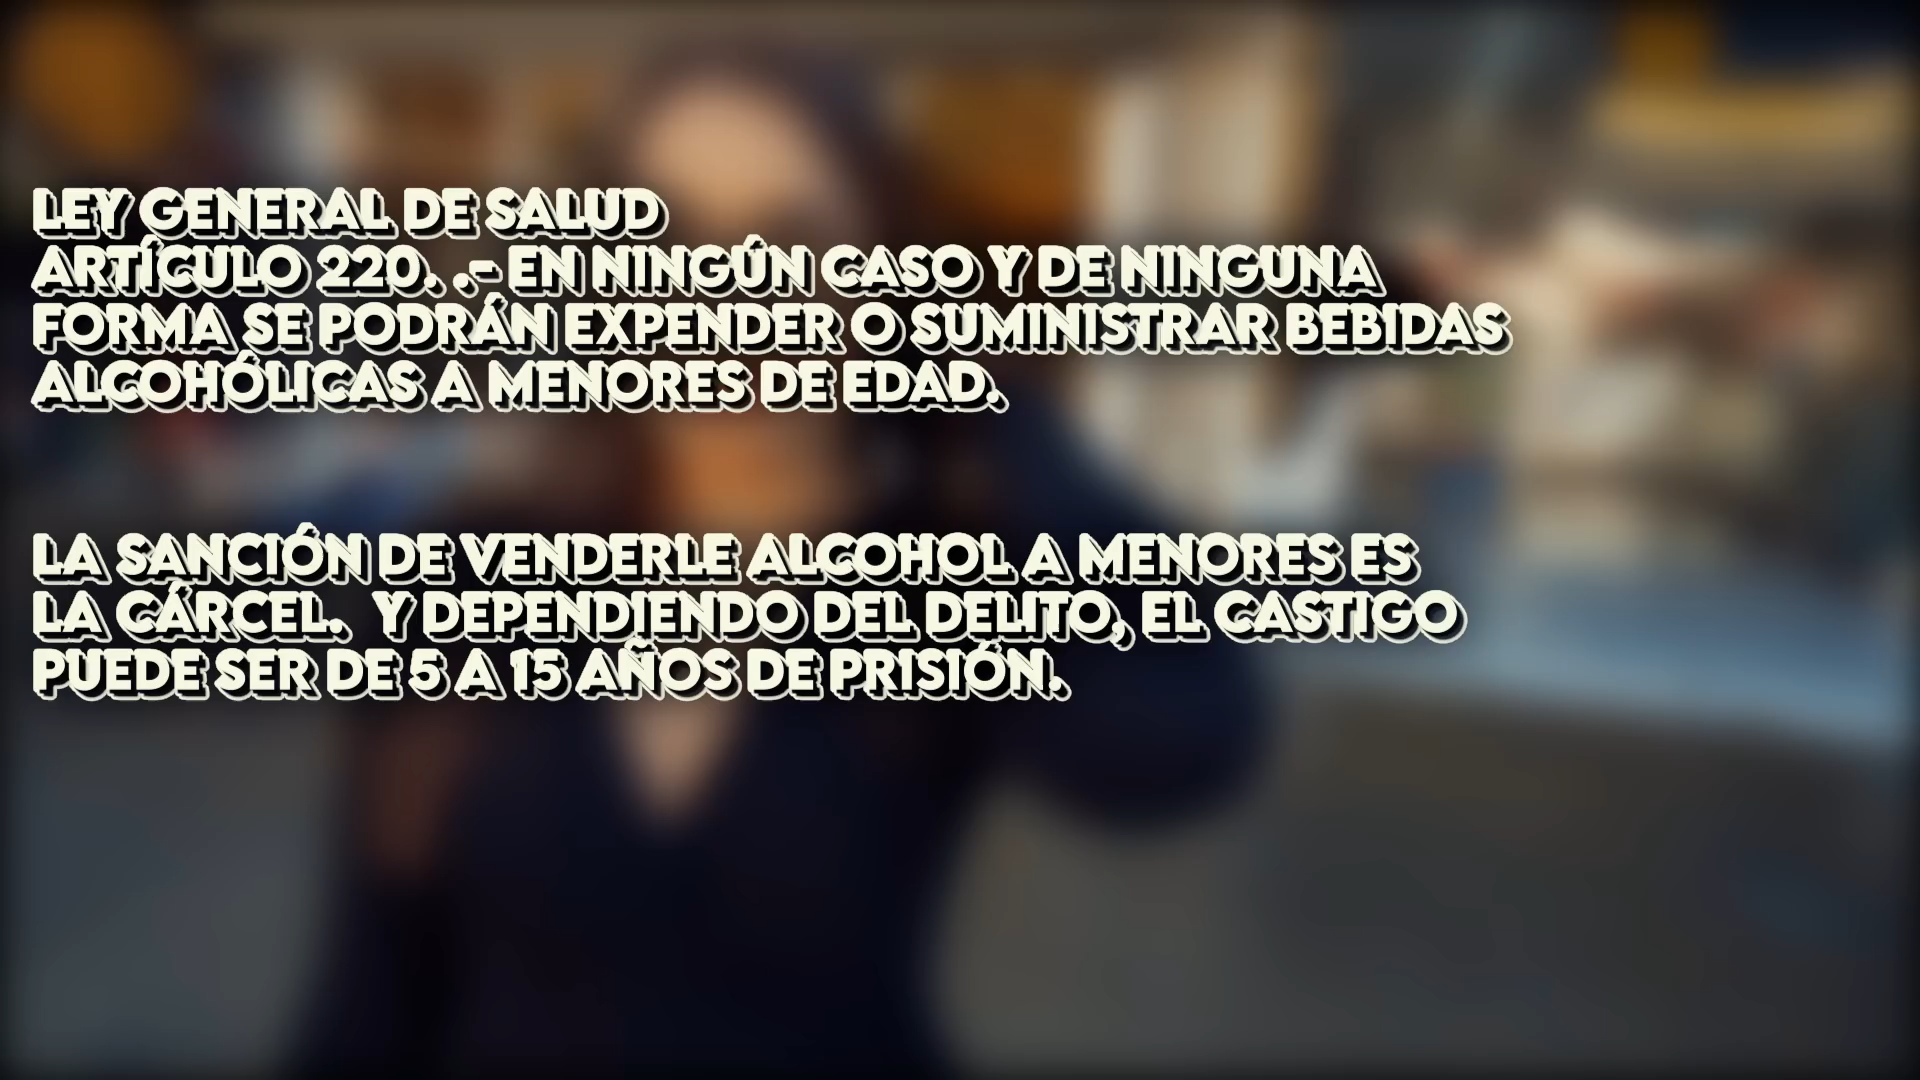 LEY GENERAL DE SALUD
ARTÍCULO 220. .- EN NINGÚN CASO Y DE NINGUNA
FORMA SE PODRÁN EXPENDER O SUMINISTRAR BEBIDAS
ALCOHÓLICAS A MENORES DE EDAD.
LA SANCIÓN DE VENDERLE ALCOHOL A MENORES ES
LA CÁRCEL. Y DEPENDIENDO DEL DELITO, EL CASTIGO
PUEDE SER DE 5 A 15 AÑOS DE PRISIÓN.